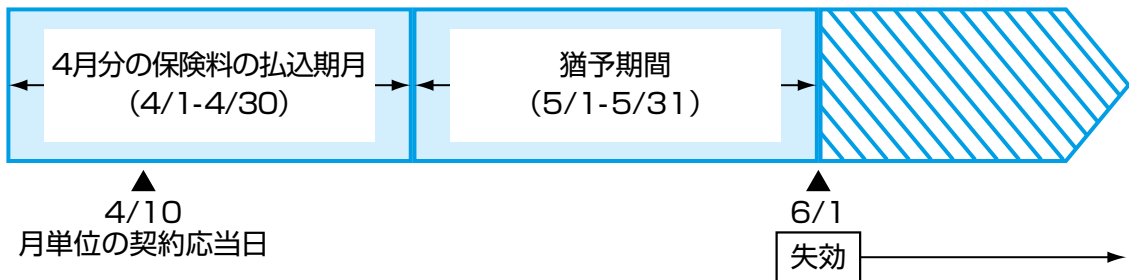 4月分の保険料の払込期月
（4/1-4/30）
猶予期間
（5/1-5/31）
4/10
月単位の契約応当日
6/1
失効